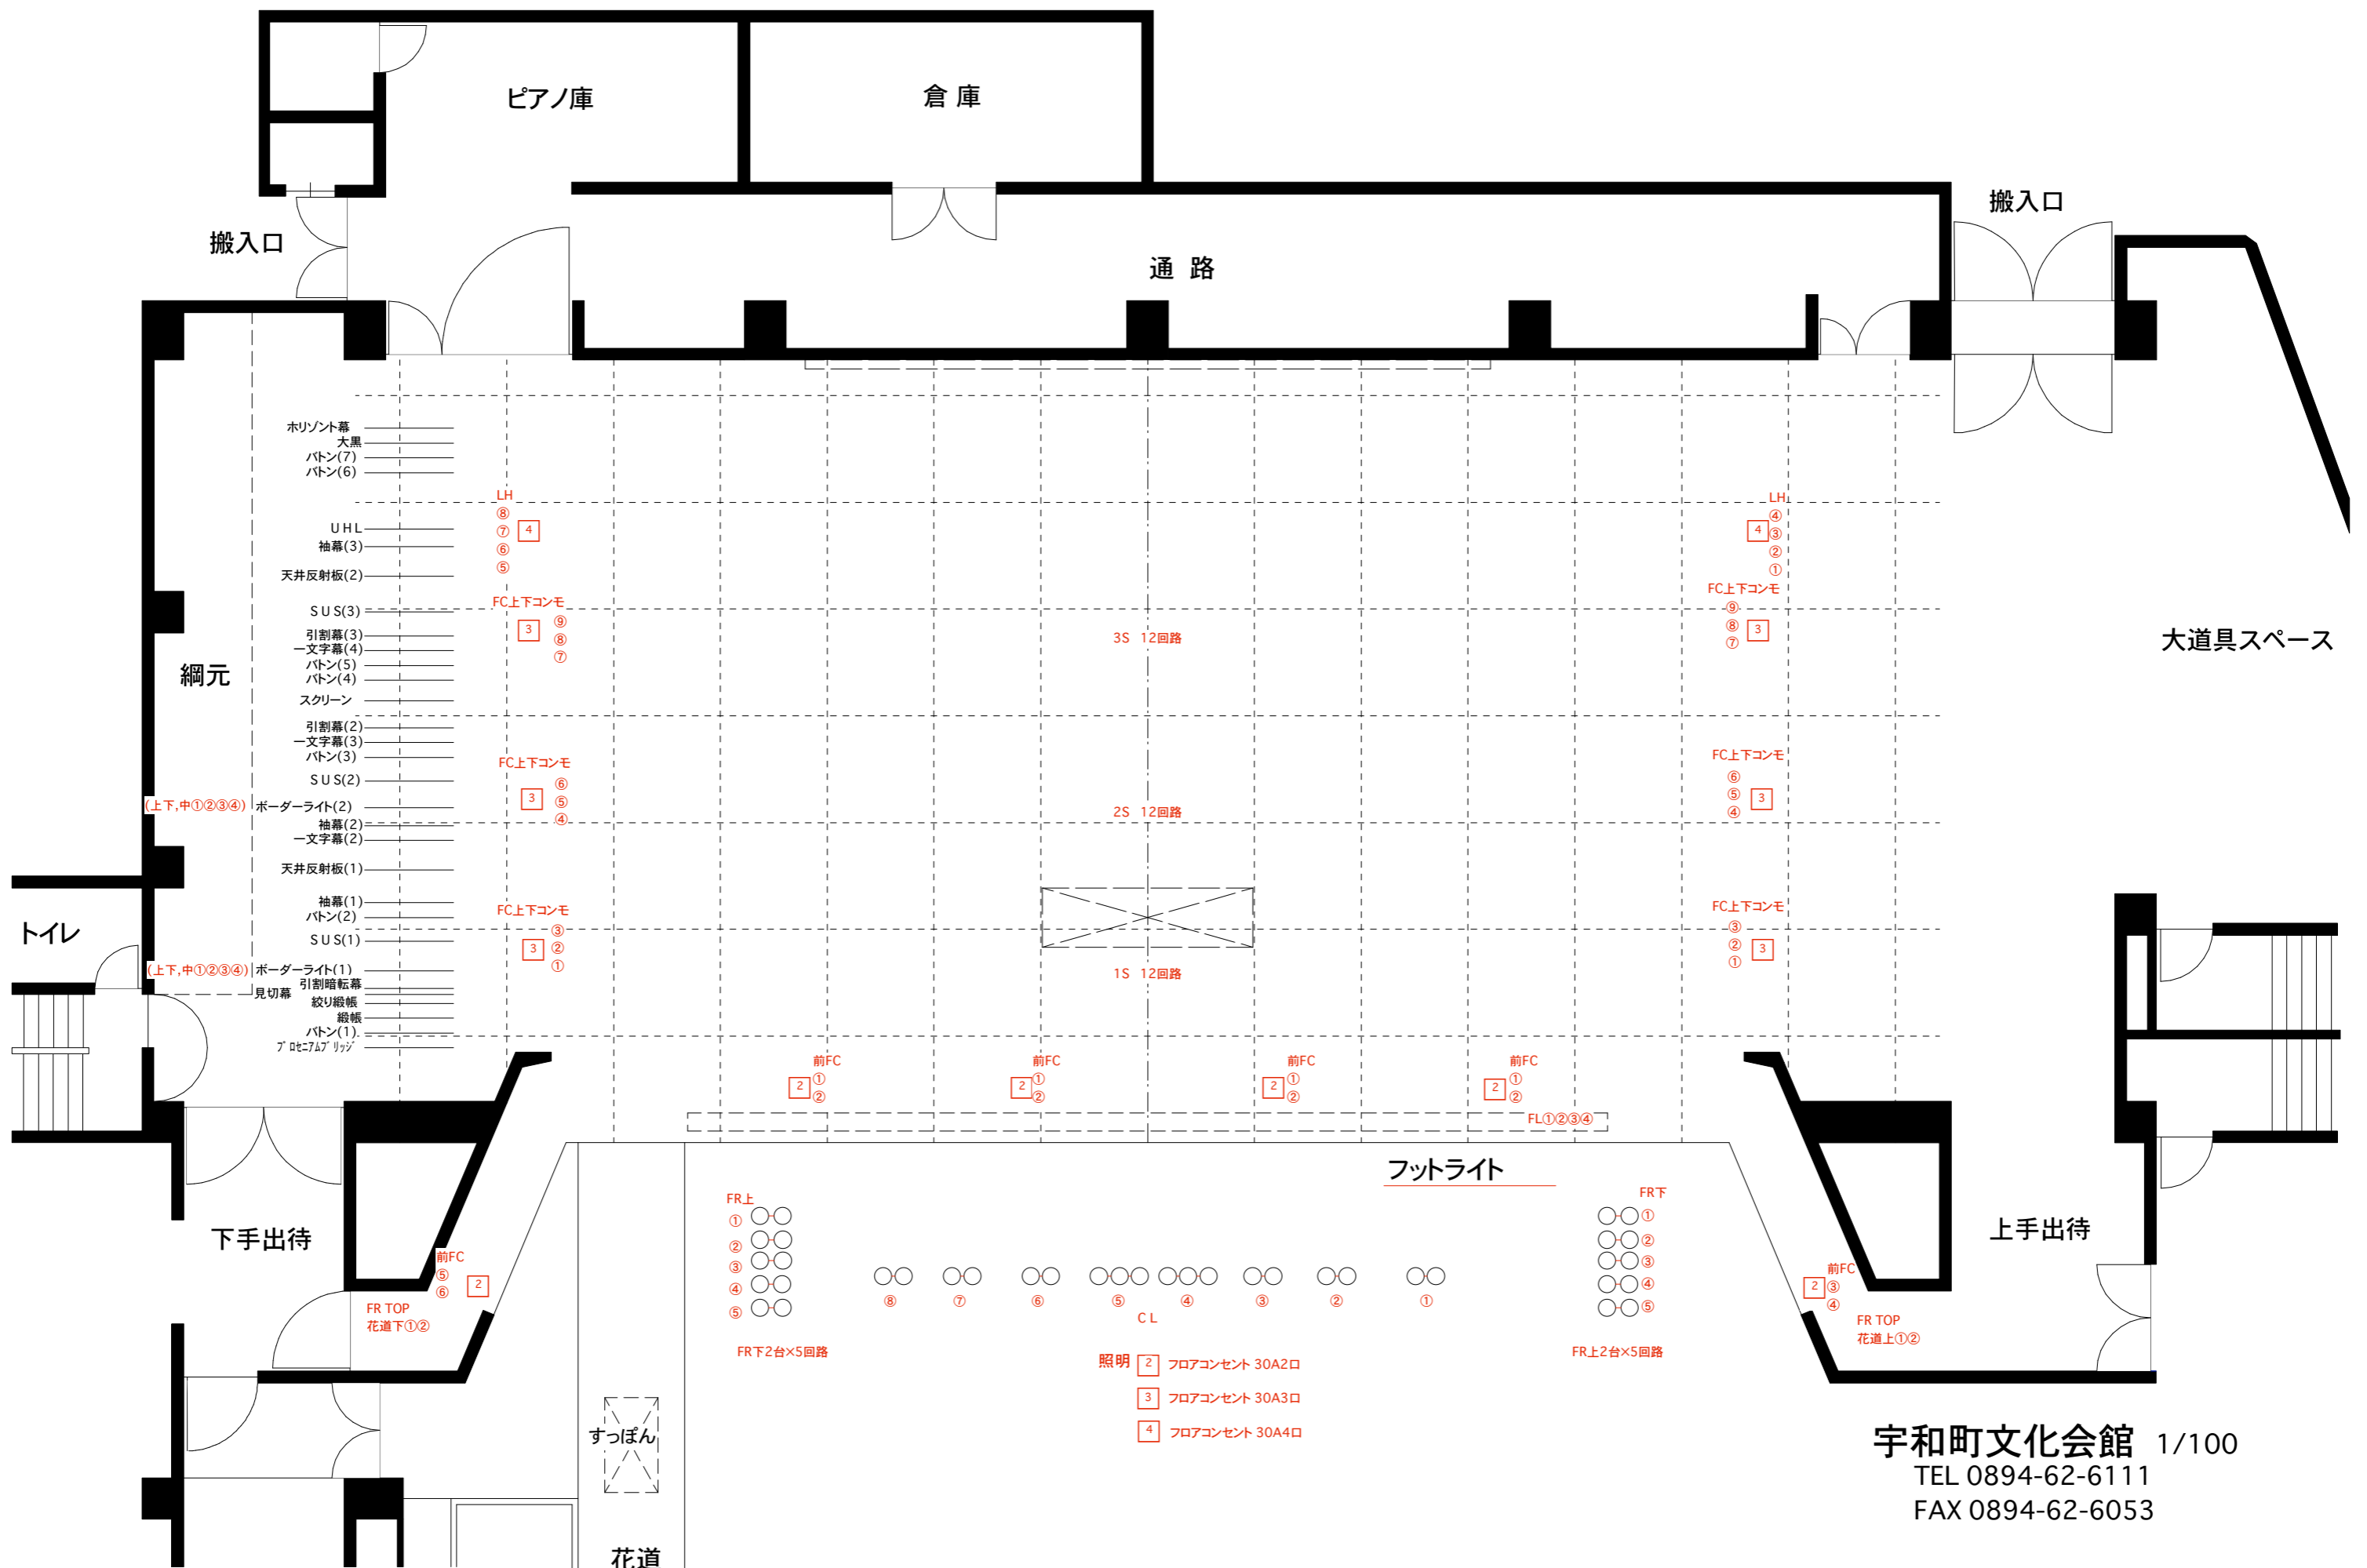 ピアノ庫
倉 庫
搬入口
搬入口
通 路
ホリゾント幕
大黒
バトン(7)
バトン(6)
UHL
袖幕(3)
天井反射板(2)
SUS(3)
引割幕(3)
一文字幕(4)
バトン(5)
バトン(4)
スクリーン
引割幕(2)
一文字幕(3)
バトン(3)
SUS(2)
(上下,中①②③④) ボーダーライト(2)
袖幕(2)
一文字幕(2)
天井反射板(1)
袖幕(1)
バトン(2)
SUS(1)
(上下,中①②③④) ボーダーライト(1)
引割暗転幕
見切幕
絞り緞帳
緞帳
バトン(1)
プロセニアムブリッジ
綱元
トイレ
大道具スペース
LH
⑧
⑦
⑥
⑤
4
LH
④
③
②
①
4
FC上下コンモ
⑨
⑧
⑦
3
FC上下コンモ
⑨
⑧
⑦
3
3S 12回路
FC上下コンモ
⑥
⑤
④
3
FC上下コンモ
⑥
⑤
④
3
2S 12回路
FC上下コンモ
③
②
①
3
FC上下コンモ
③
②
①
3
1S 12回路
前FC
2 ①
②
前FC
2 ①
②
前FC
2 ①
②
前FC
2 ①
②
FL①②③④
フットライト
下手出待
上手出待
前FC
⑤
⑥
2
FR TOP
花道下①②
前FC
2 ③
④
FR TOP
花道上①②
FR上
①
②
③
④
⑤
FR下2台×5回路
FR下
①
②
③
④
⑤
FR上2台×5回路
⑧ ⑦ ⑥ ⑤ ④ ③ ② ①
CL
照明 2 フロアコンセント 30A2口
3 フロアコンセント 30A3口
4 フロアコンセント 30A4口
すっぽん
花道
宇和町文化会館 1/100
TEL 0894-62-6111
FAX 0894-62-6053